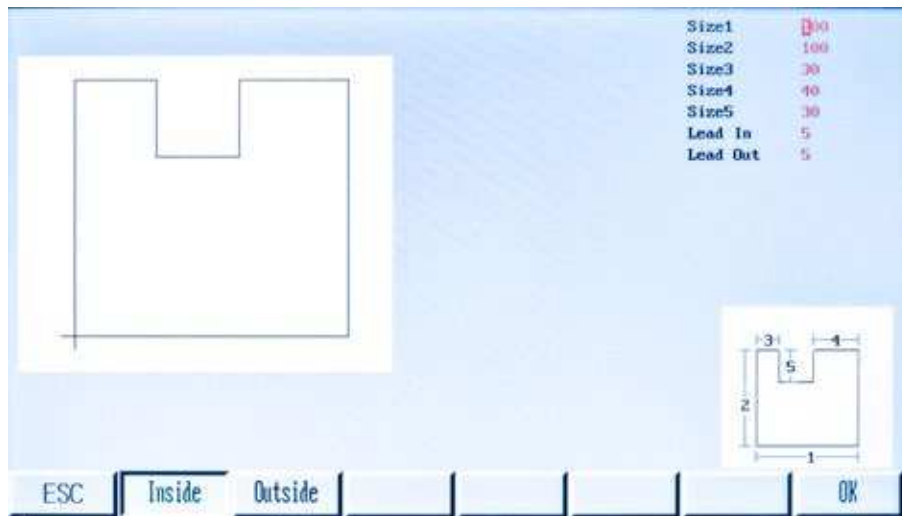 Size1 100
Size2 100
Size3 30
Size4 40
Size5 30
Lead In 5
Lead Out 5
3 4
5
2
1
ESC Inside Outside OK